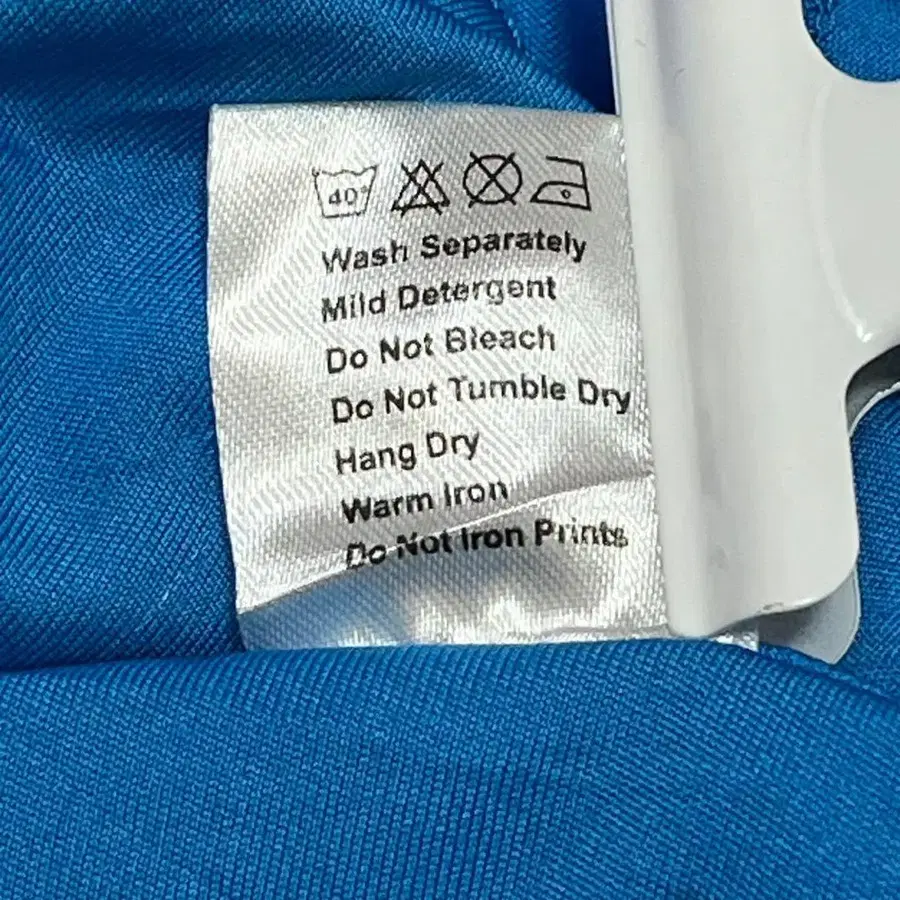 40°
Wash Separately
Mild Detergent
Do Not Bleach
Do Not Tumble Dry
Hang Dry
Warm Iron
Do Not Iron Prints